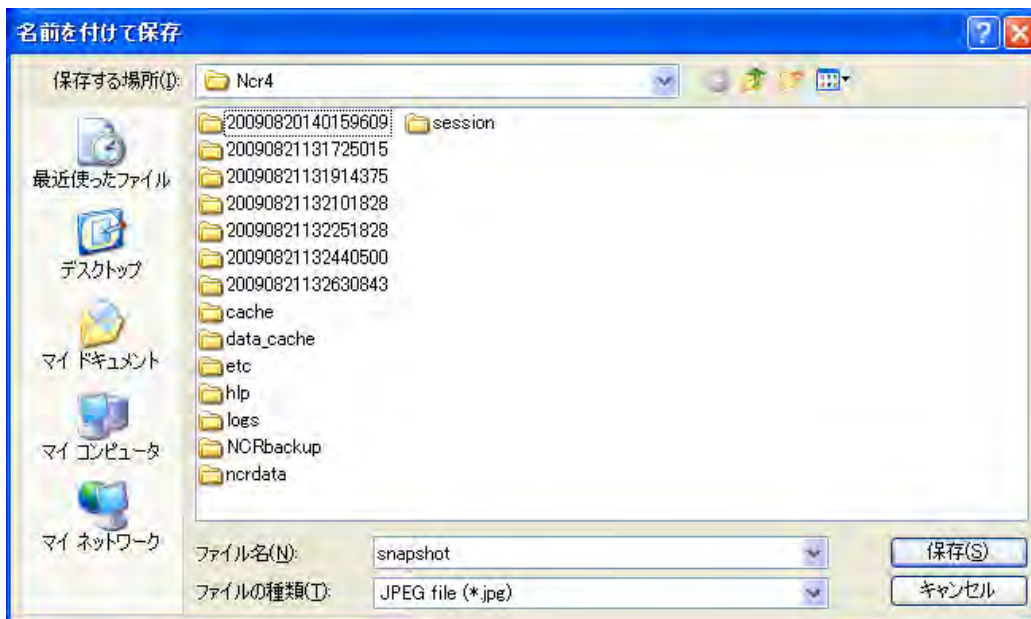 名前を付けて保存
保存する場所(I): Ncr4
最近使ったファイル
デスクトップ
マイ ドキュメント
マイ コンピュータ
マイ ネットワーク
20090820140159609 session
20090821131725015
20090821131914375
20090821132101828
20090821132251828
20090821132440500
20090821132630843
cache
data_cache
etc
hlp
logs
NCRbackup
ncrdata
ファイル名(N): snapshot 保存(S)
ファイルの種類(T): JPEG file (*.jpg) キャンセル